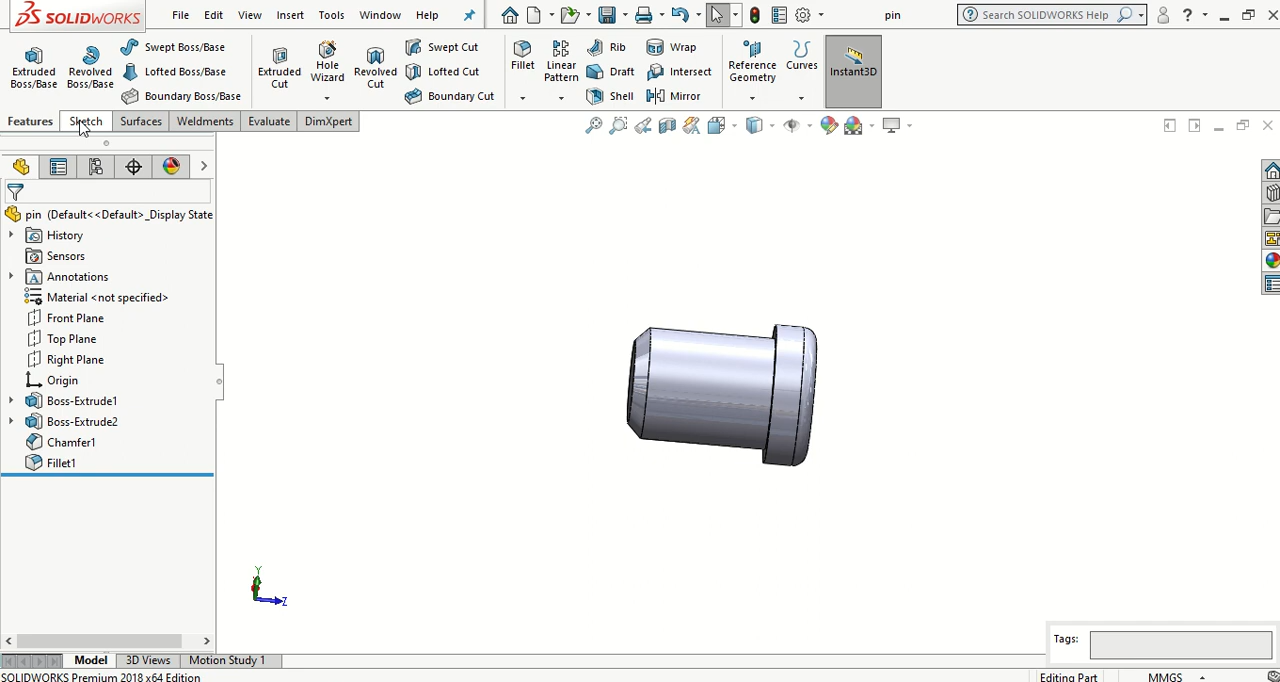 SOLIDWORKS File Edit View Insert Tools Window Help pin Search SOLIDWORKS Help ?
Extruded Boss/Base
Revolved Boss/Base
Swept Boss/Base
Lofted Boss/Base
Boundary Boss/Base
Extruded Cut
Hole Wizard
Revolved Cut
Swept Cut
Lofted Cut
Boundary Cut
Fillet
Linear Pattern
Rib
Draft
Shell
Wrap
Intersect
Mirror
Reference Geometry
Curves
Instant3D
Features Sketch Surfaces Weldments Evaluate DimXpert
pin (Default<<Default>_Display State
History
Sensors
Annotations
Material <not specified>
Front Plane
Top Plane
Right Plane
Origin
Boss-Extrude1
Boss-Extrude2
Chamfer1
Fillet1
Y
Z
Tags:
Model 3D Views Motion Study 1
SOLIDWORKS Premium 2018 x64 Edition Editing Part MMGS